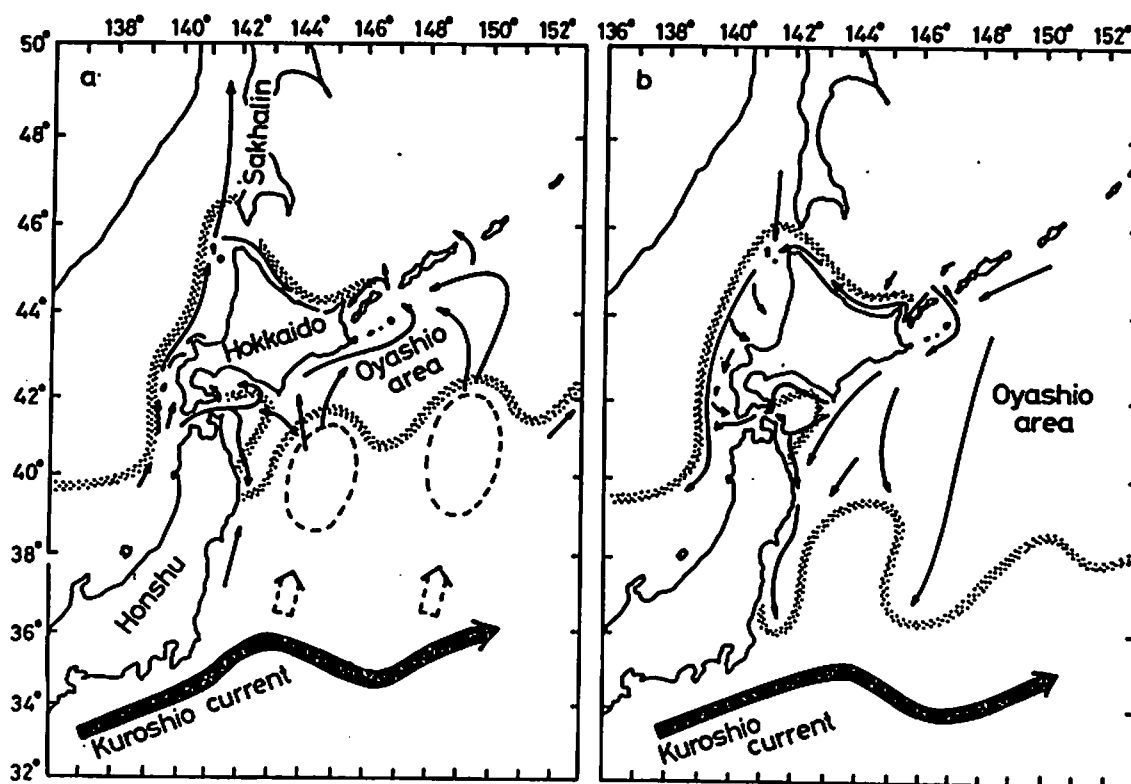 138° 140° 142° 144° 146° 148° 150° 152°
50°
48°
46°
44°
42°
40°
38°
36°
34°
32°
a
Sakhalin
Hokkaido
Oyashio
area
Honshu
Kuroshio current
136° 138° 140° 142° 144° 146° 148° 150° 152°
b
Oyashio
area
Kuroshio
current